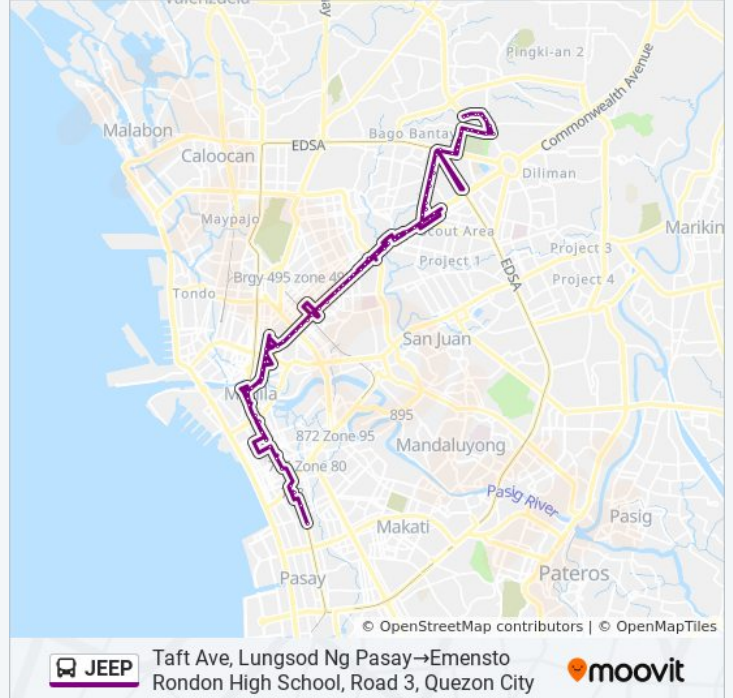 Pingki-an 2
Commonwealth Avenue
Malabon
Bago Bantay
EDSA
Caloocan
Diliman
Maypajo
Marikin
Scout Area
Project 3
Project 1
EDSA
Brgy 495 zone 49
Project 4
Tondo
San Juan
Manila
895
872 Zone 95
Mandaluyong
Zone 80
Pasig River
Pasig
Makati
Pasay
Pateros
© OpenStreetMap contributors | © OpenMapTiles
JEEP
Taft Ave, Lungsod Ng Pasay→Emensto
Rondon High School, Road 3, Quezon City
moovit